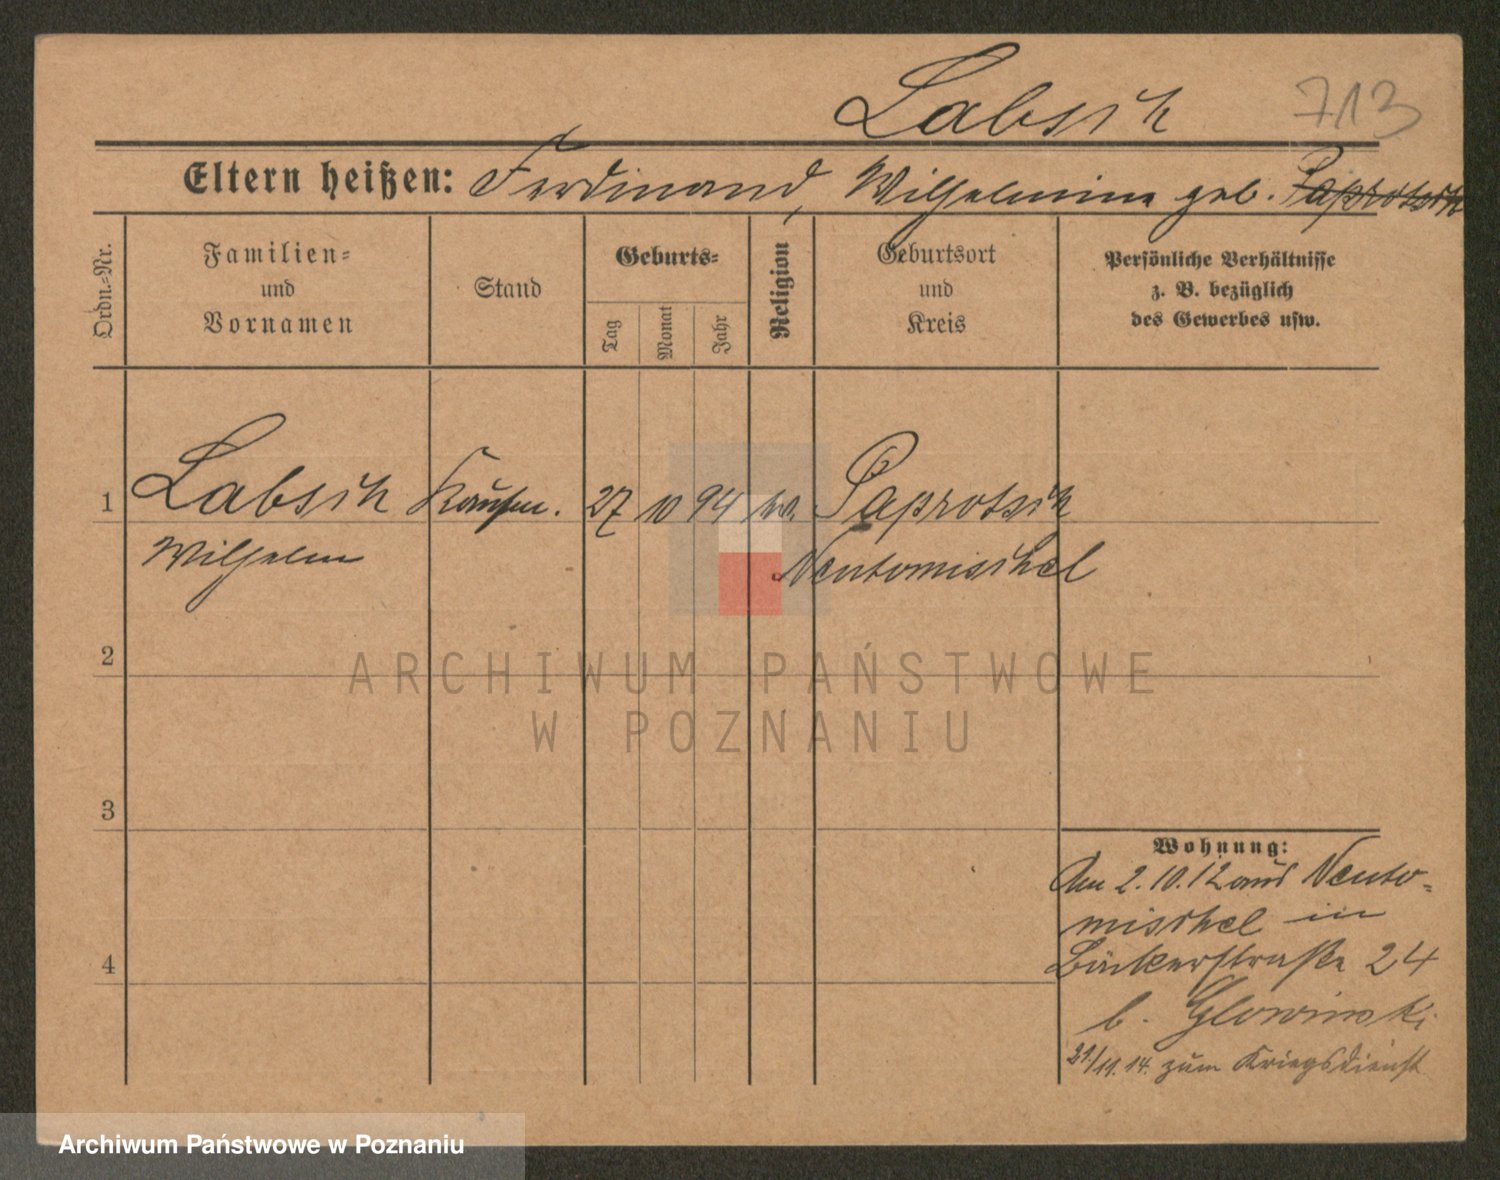 Labsch 713
Eltern heißen: Ferdinand, Wilhelmine geb. Paprotsch
Ordn.-Nr.
Familien-
und
Vornamen
Stand
Geburts-
Tag
Monat
Jahr
Religion
Geburtsort
und
Kreis
Persönliche Verhältnisse
z. B. bezüglich
des Gewerbes usw.
1 Labsch Kaufm. 27 10 94 ev. Paprotsch
Wilhelm Neutomischel
2
ARCHIWUM PAŃSTWOWE
W POZNANIU
3
Wohnung:
Am 2.10.12 aus Neuto-
mischel in
Bäckerstraße 24
b. Glowinski
21./11.14. zum Kriegsdienst
4
Archiwum Państwowe w Poznaniu